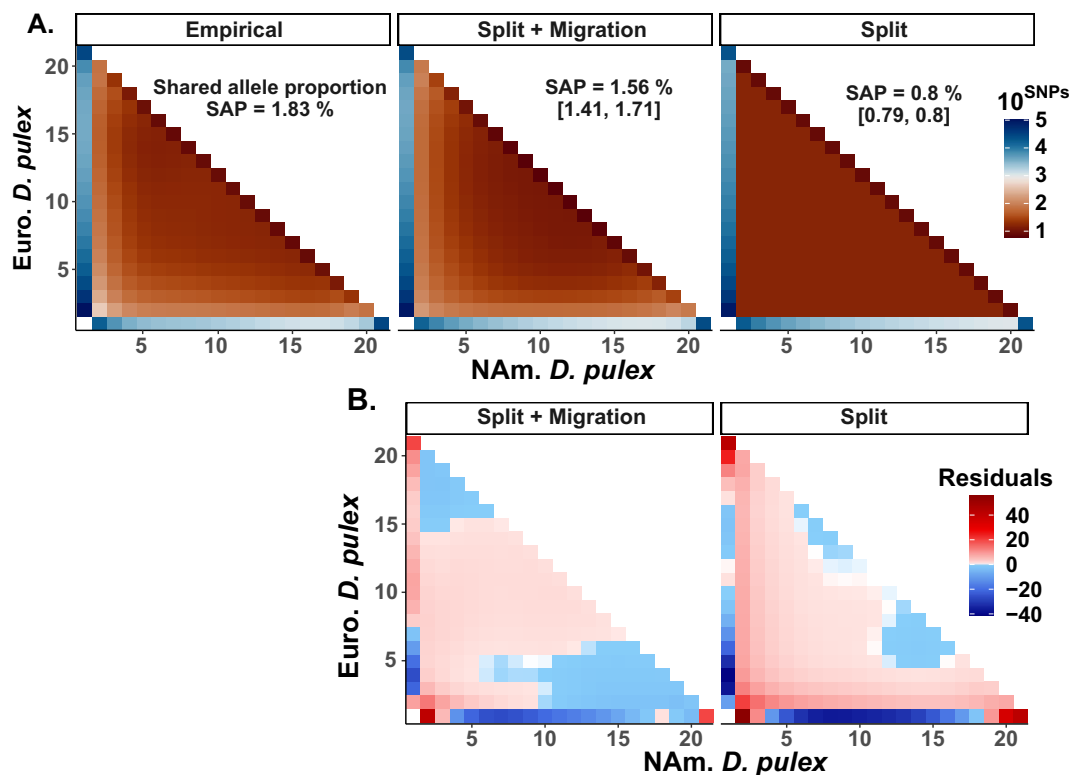 A.
Empirical
Split + Migration
Split
Shared allele proportion
SAP = 1.83 %
SAP = 1.56 %
[1.41, 1.71]
SAP = 0.8 %
[0.79, 0.8]
10^SNPs
5
4
3
2
1
Euro. D. pulex
20
15
10
5
5 10 15 20
5 10 15 20
5 10 15 20
NAm. D. pulex
B.
Split + Migration
Split
Residuals
40
20
0
−20
−40
Euro. D. pulex
20
15
10
5
5 10 15 20
5 10 15 20
NAm. D. pulex